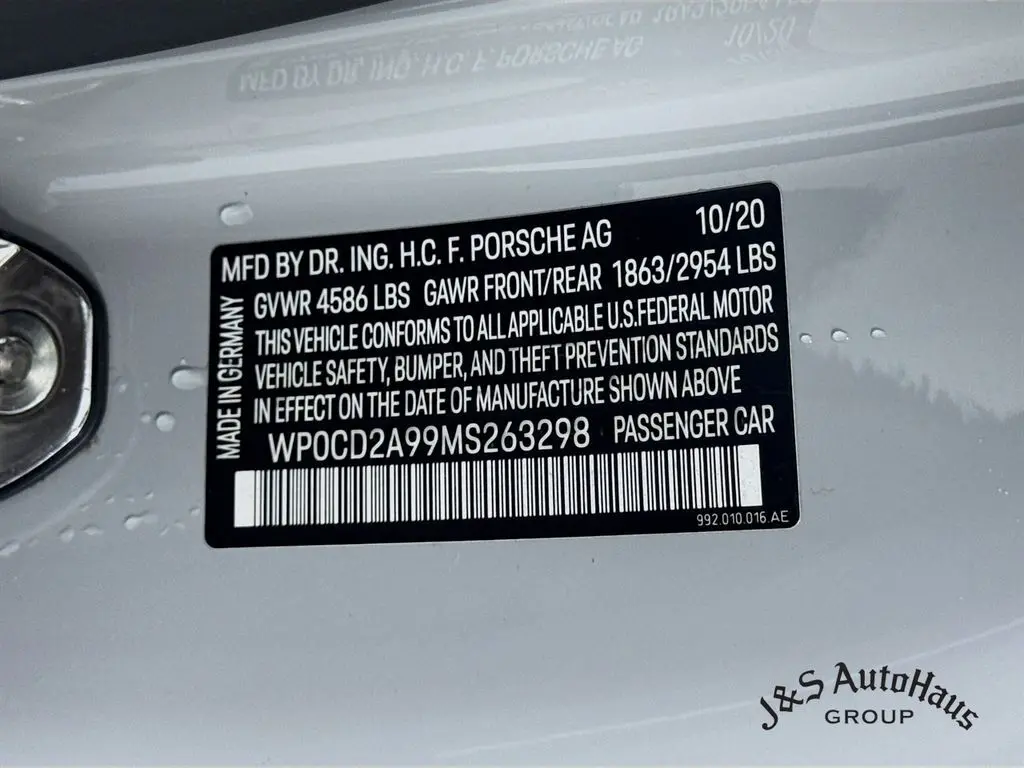 MFD BY DR. ING. H.C. F. PORSCHE AG 10/20
GVWR 4586 LBS GAWR FRONT/REAR 1863/2954 LBS
THIS VEHICLE CONFORMS TO ALL APPLICABLE U.S.FEDERAL MOTOR
VEHICLE SAFETY, BUMPER, AND THEFT PREVENTION STANDARDS
IN EFFECT ON THE DATE OF MANUFACTURE SHOWN ABOVE
WP0CD2A99MS263298 PASSENGER CAR
992.010.016.AE
MADE IN GERMANY
J&S AutoHaus
GROUP